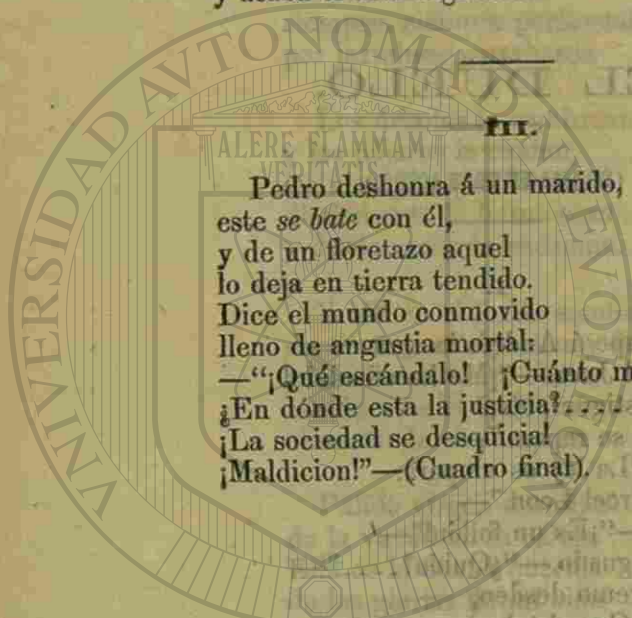 III.
Pedro deshonra á un marido,
este se bate con él,
y de un floretazo aquel
lo deja en tierra tendido.
Dice el mundo conmovido
lleno de angustia mortal:
—“¡Qué escándalo! ¡Cuánto m
¿En dónde esta la justicia?....
¡La sociedad se desquicia!
¡Maldicion!”—(Cuadro final).
ALERE FLAMMAM
VERITATIS